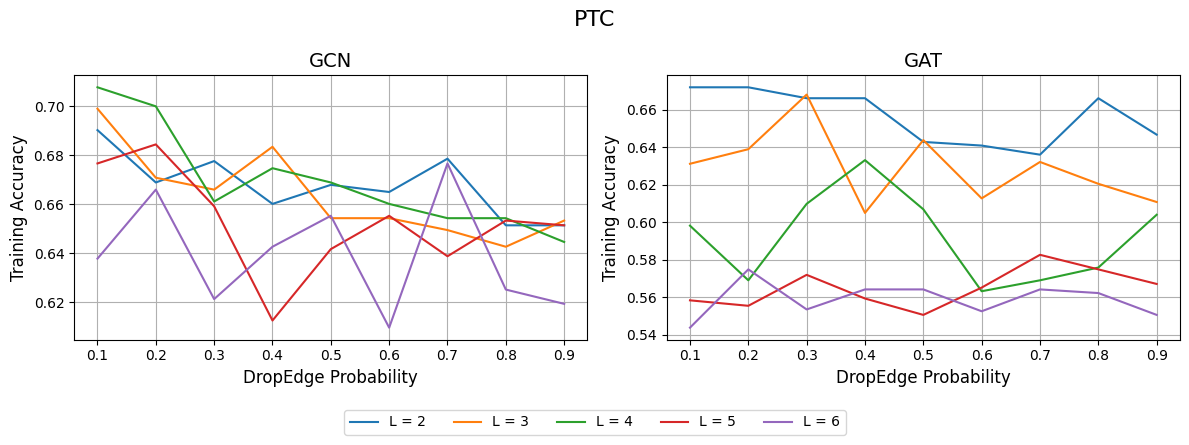 PTC
GCN
GAT
Training Accuracy
0.70
0.68
0.66
0.64
0.62
0.1 0.2 0.3 0.4 0.5 0.6 0.7 0.8 0.9
DropEdge Probability
Training Accuracy
0.66
0.64
0.62
0.60
0.58
0.56
0.54
0.1 0.2 0.3 0.4 0.5 0.6 0.7 0.8 0.9
DropEdge Probability
L = 2 L = 3 L = 4 L = 5 L = 6